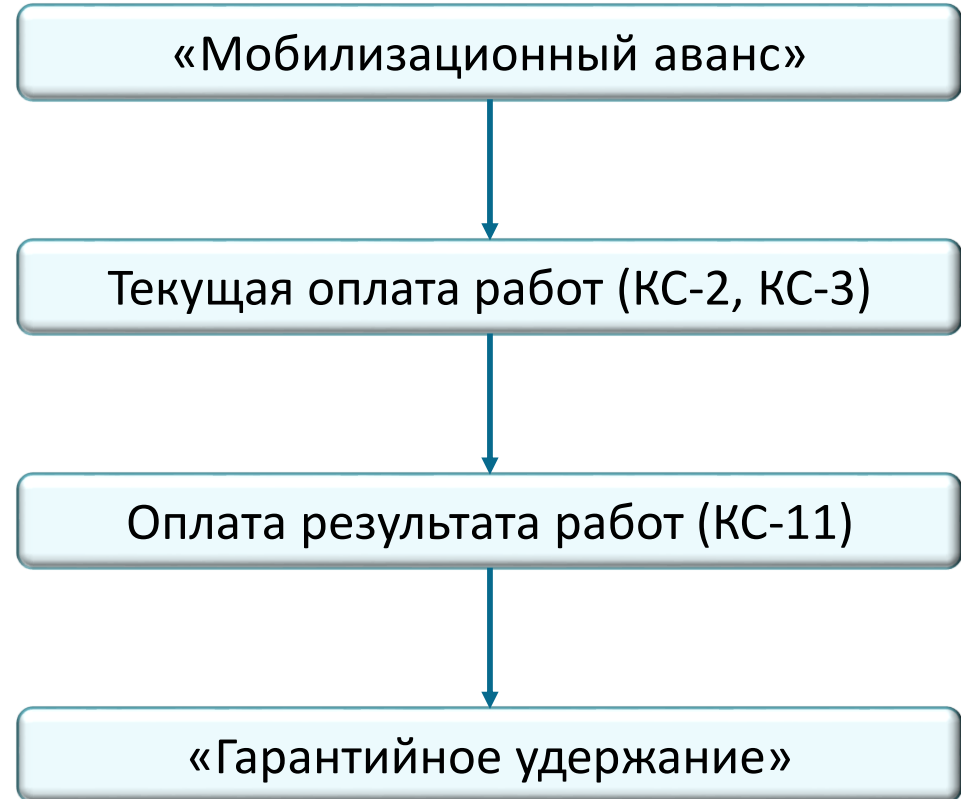 «Мобилизационный аванс»
Текущая оплата работ (КС-2, КС-3)
Оплата результата работ (КС-11)
«Гарантийное удержание»